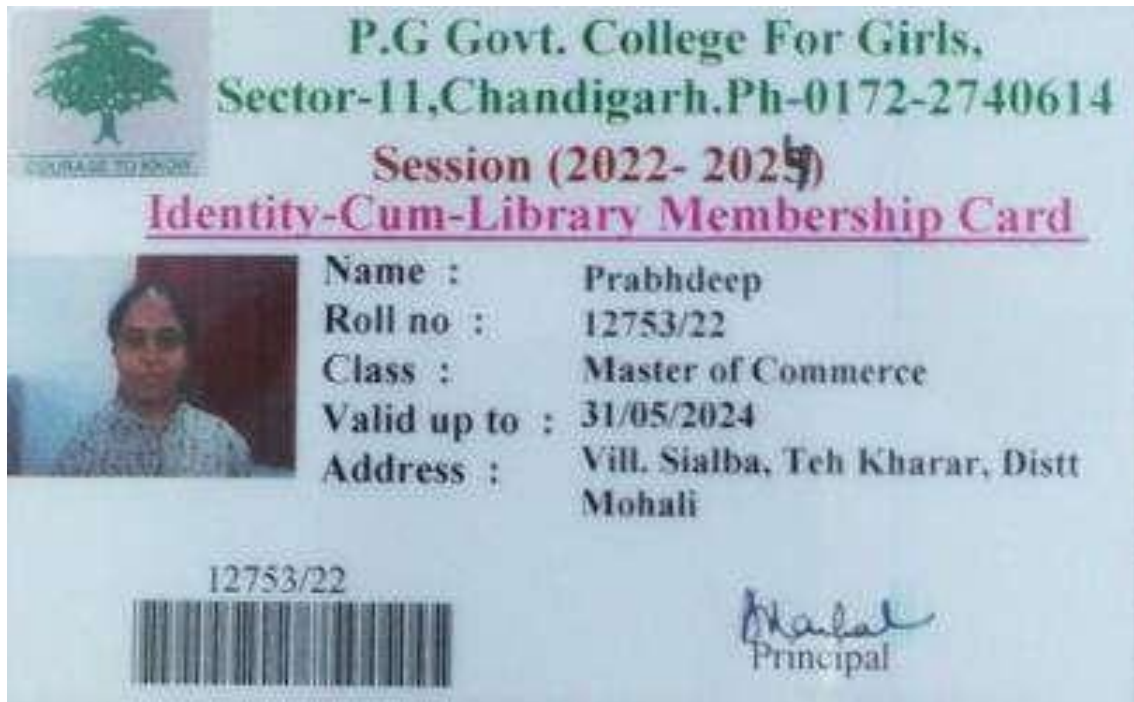 P.G Govt. College For Girls,
Sector-11,Chandigarh.Ph-0172-2740614
COURAGE TO KNOW
Session (2022- 2024)
Identity-Cum-Library Membership Card
Name : Prabhdeep
Roll no : 12753/22
Class : Master of Commerce
Valid up to : 31/05/2024
Address : Vill. Sialba, Teh Kharar, Distt
Mohali
12753/22
Principal